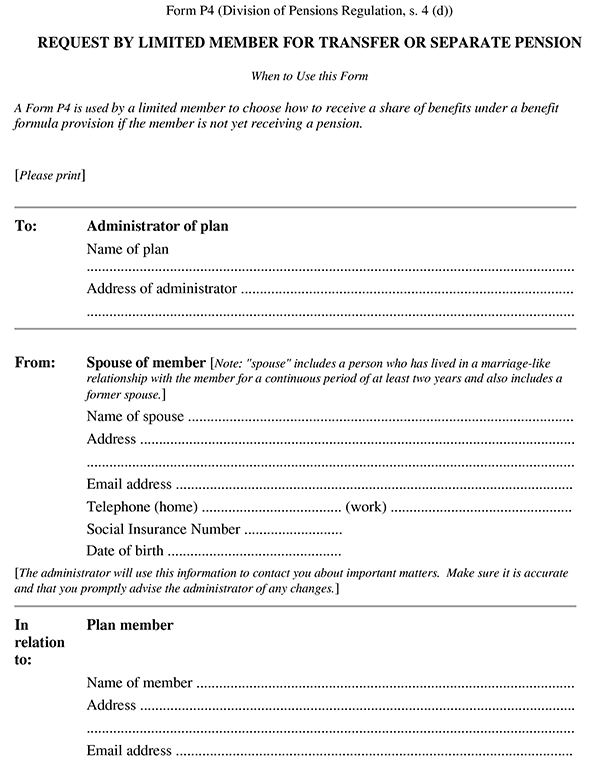 Form P4 (Division of Pensions Regulation, s. 4 (d))
REQUEST BY LIMITED MEMBER FOR TRANSFER OR SEPARATE PENSION
When to Use this Form
A Form P4 is used by a limited member to choose how to receive a share of benefits under a benefit
formula provision if the member is not yet receiving a pension.
[Please print]
To: Administrator of plan
Name of plan
..........................................................................................................................................
Address of administrator ..........................................................................................
..........................................................................................................................................
From: Spouse of member [Note: "spouse" includes a person who has lived in a marriage-like
relationship with the member for a continuous period of at least two years and also includes a
former spouse.]
Name of spouse ........................................................................................................
Address .....................................................................................................................
..........................................................................................................................................
Email address ...........................................................................................................
Telephone (home) ...................................... (work) .................................................
Social Insurance Number ..........................
Date of birth ...............................................
[The administrator will use this information to contact you about important matters.  Make sure it is accurate
and that you promptly advise the administrator of any changes.]
In Plan member
relation
to:
Name of member ......................................................................................................
Address .....................................................................................................................
..........................................................................................................................................
Email address ...........................................................................................................